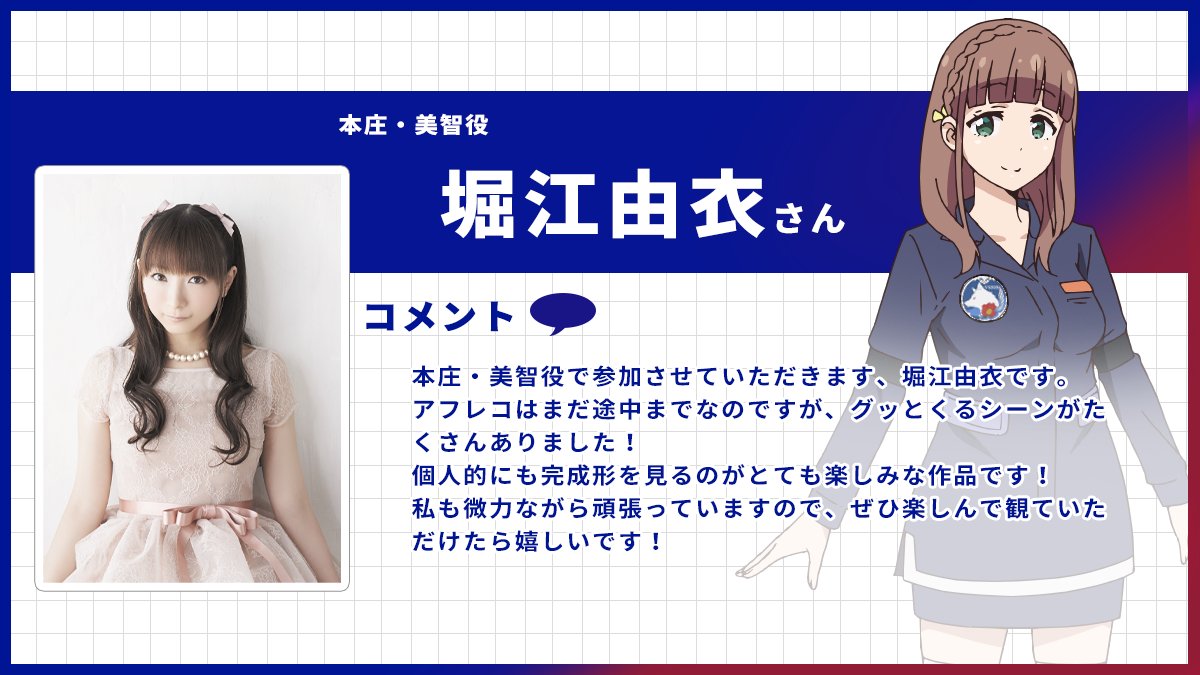 本庄・美智役
堀江由衣さん
コメント
本庄・美智役で参加させていただきます、堀江由衣です。
アフレコはまだ途中までなのですが、グッとくるシーンがた
くさんありました！
個人的にも完成形を見るのがとても楽しみな作品です！
私も微力ながら頑張っていますので、ぜひ楽しんで観ていた
だけたら嬉しいです！